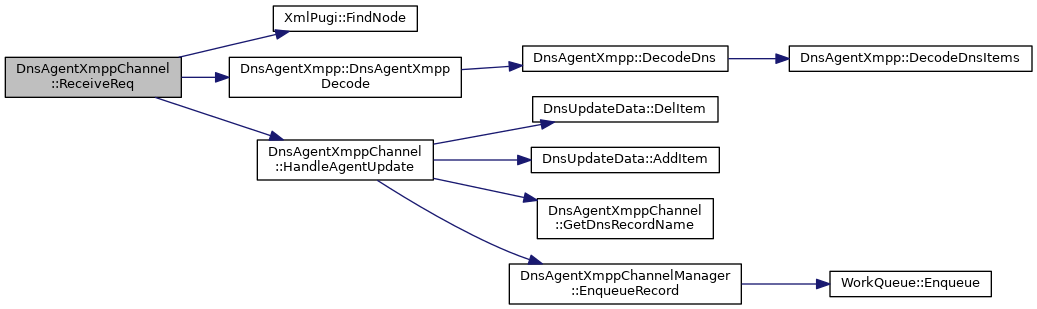 XmlPugi::FindNode
DnsAgentXmppChannel
::ReceiveReq
DnsAgentXmpp::DnsAgentXmpp
Decode
DnsAgentXmpp::DecodeDns
DnsAgentXmpp::DecodeDnsItems
DnsUpdateData::DelItem
DnsAgentXmppChannel
::HandleAgentUpdate
DnsUpdateData::AddItem
DnsAgentXmppChannel
::GetDnsRecordName
DnsAgentXmppChannelManager
::EnqueueRecord
WorkQueue::Enqueue